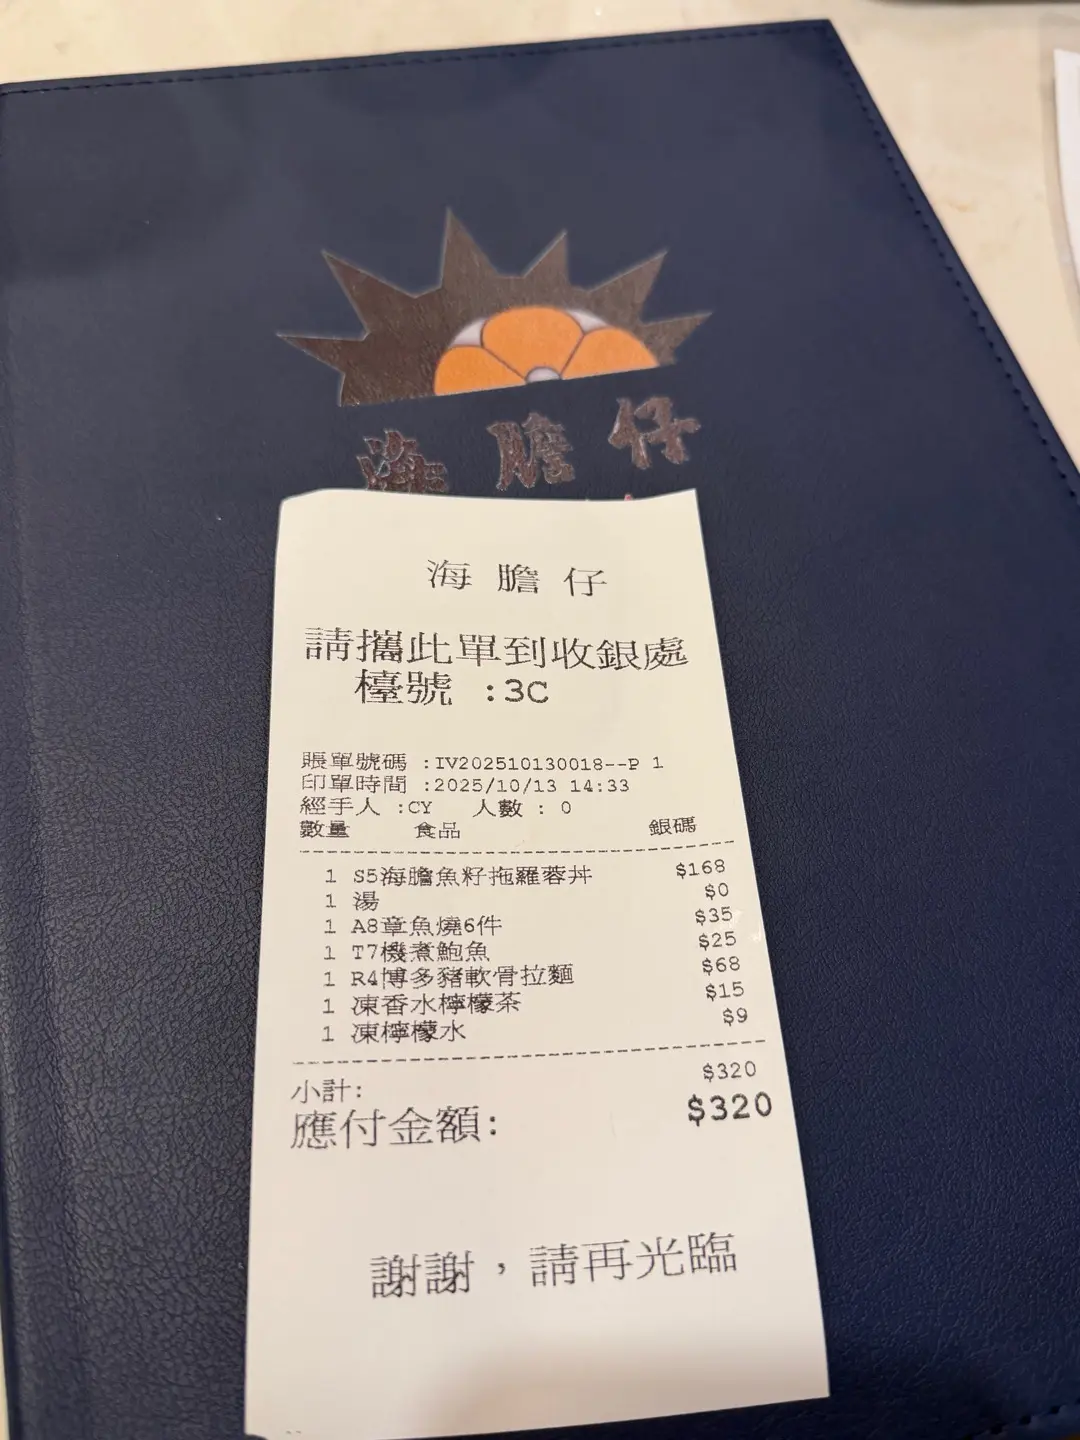 海膽仔
海膽仔
請攜此單到收銀處
檯號 :3C
賬單號碼 :IV202510130018--P 1
印單時間 :2025/10/13 14:33
經手人 :CY 人數 : 0
數量 食品 銀碼
1 S5海膽魚籽拖羅蓉丼 $168
1 湯 $0
1 A8章魚燒6件 $35
1 T7機煮鮑魚 $25
1 R4博多豬軟骨拉麵 $68
1 凍香水檸檬茶 $15
1 凍檸檬水 $9
小計: $320
應付金額: $320
謝謝，請再光臨